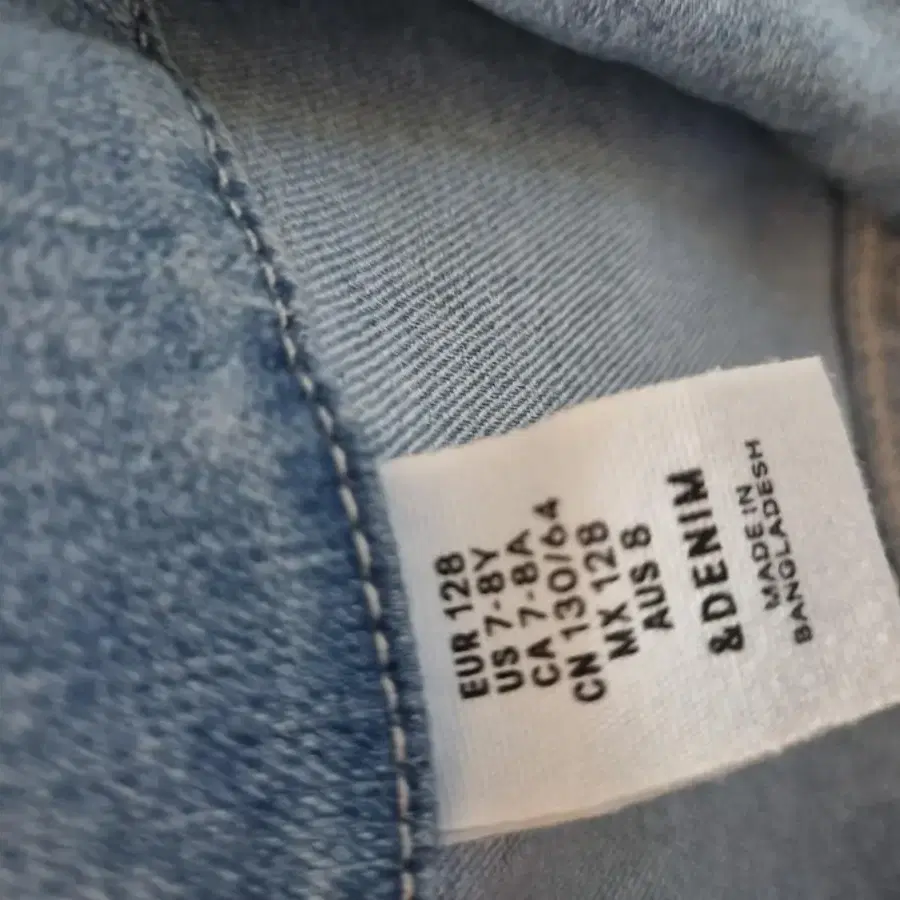 EUR 128
US 7-8Y
CA 7-8A
CN 130/64
MX 128
AUS 8
&DENIM
MADE IN
BANGLADESH